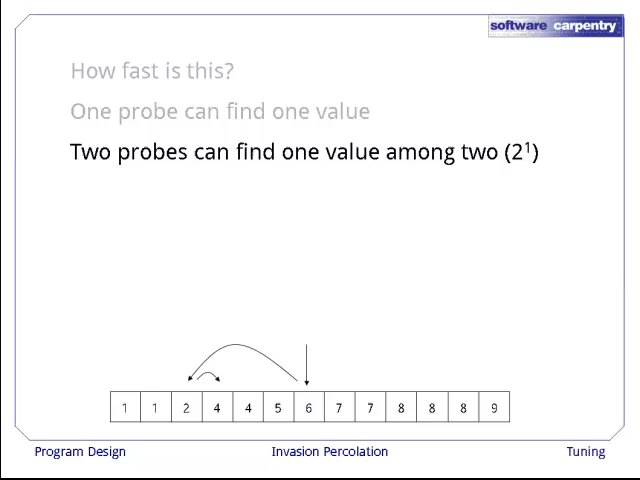 software carpentry
How fast is this?
One probe can find one value
Two probes can find one value among two (2¹)
1 1 2 4 4 5 6 7 7 8 8 8 9
Program Design Invasion Percolation Tuning